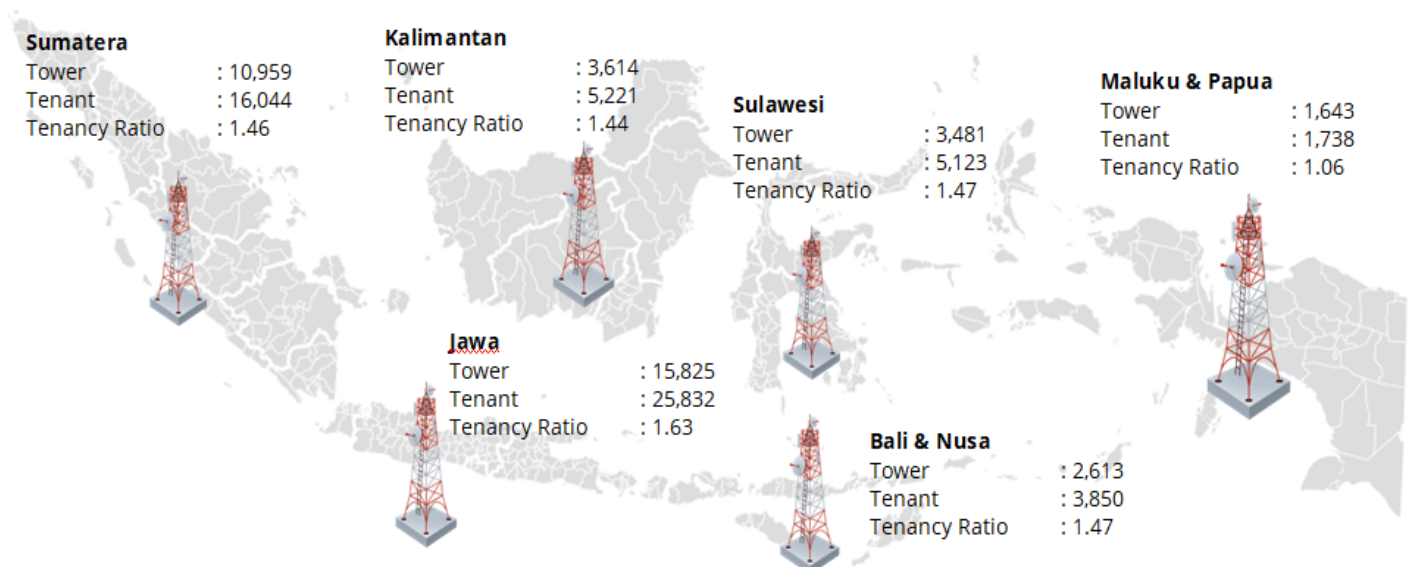 Sumatera
Tower : 10,959
Tenant : 16,044
Tenancy Ratio : 1.46
Kalimantan
Tower : 3,614
Tenant : 5,221
Tenancy Ratio : 1.44
Sulawesi
Tower : 3,481
Tenant : 5,123
Tenancy Ratio : 1.47
Maluku & Papua
Tower : 1,643
Tenant : 1,738
Tenancy Ratio : 1.06
Jawa
Tower : 15,825
Tenant : 25,832
Tenancy Ratio : 1.63
Bali & Nusa
Tower : 2,613
Tenant : 3,850
Tenancy Ratio : 1.47